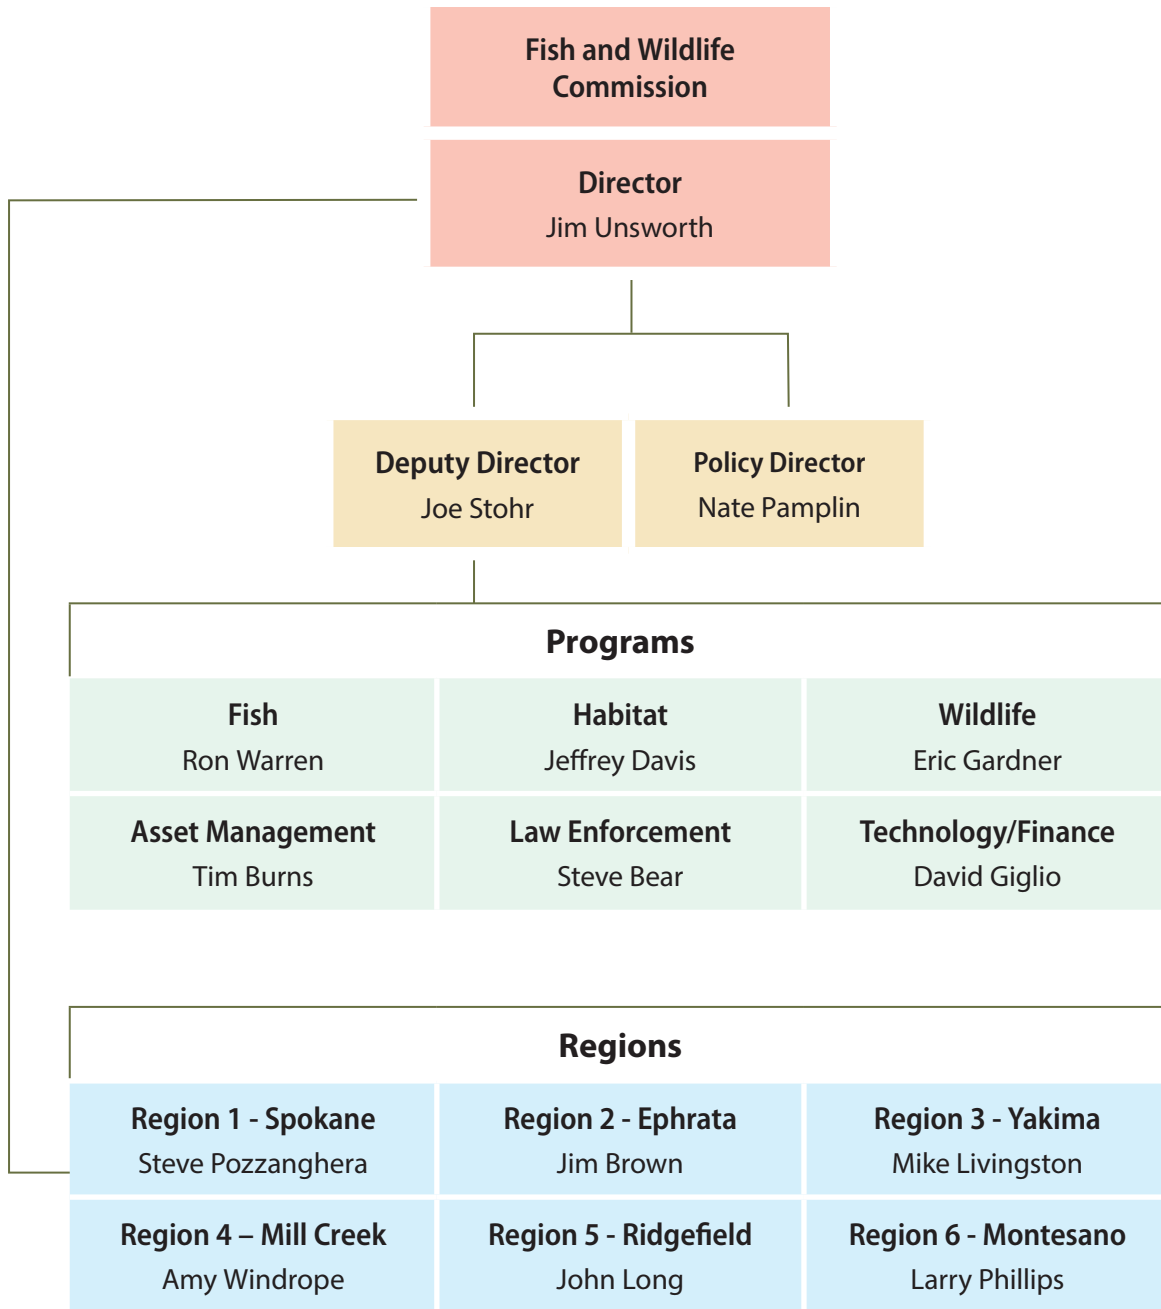 Fish and Wildlife
Commission
Director
Jim Unsworth
Deputy Director
Joe Stohr
Policy Director
Nate Pamplin
Programs
Fish
Ron Warren
Habitat
Jeffrey Davis
Wildlife
Eric Gardner
Asset Management
Tim Burns
Law Enforcement
Steve Bear
Technology/Finance
David Giglio
Regions
Region 1 - Spokane
Steve Pozzanghera
Region 2 - Ephrata
Jim Brown
Region 3 - Yakima
Mike Livingston
Region 4 – Mill Creek
Amy Windrope
Region 5 - Ridgefield
John Long
Region 6 - Montesano
Larry Phillips